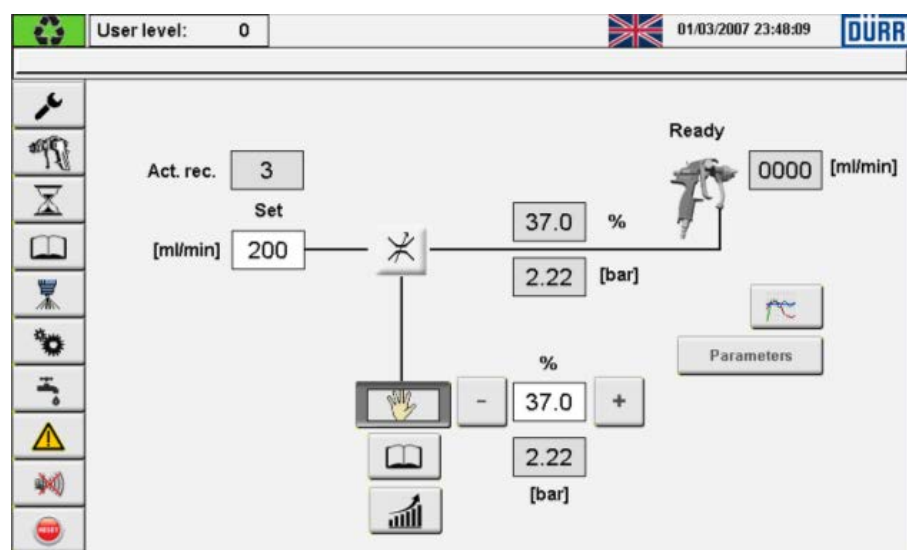 User level: 0
01/03/2007 23:48:09
DÜRR
Ready
Act. rec. 3
0000 [ml/min]
Set
37.0 %
[ml/min] 200
2.22 [bar]
Parameters
%
- 37.0 +
2.22
[bar]
RESET